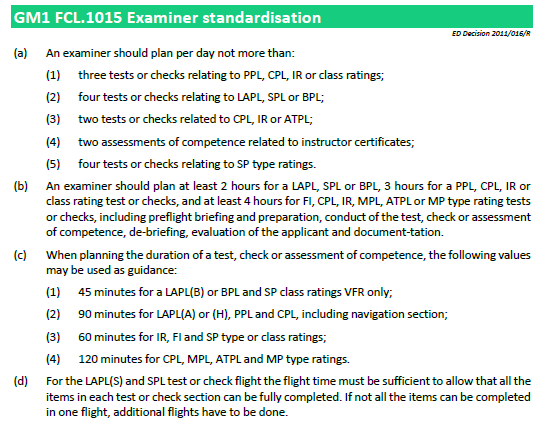 GM1 FCL.1015 Examiner standardisation
ED Decision 2011/016/R
(a) An examiner should plan per day not more than:
(1) three tests or checks relating to PPL, CPL, IR or class ratings;
(2) four tests or checks relating to LAPL, SPL or BPL;
(3) two tests or checks related to CPL, IR or ATPL;
(4) two assessments of competence related to instructor certificates;
(5) four tests or checks relating to SP type ratings.
(b) An examiner should plan at least 2 hours for a LAPL, SPL or BPL, 3 hours for a PPL, CPL, IR or
class rating test or checks, and at least 4 hours for FI, CPL, IR, MPL, ATPL or MP type rating tests
or checks, including preflight briefing and preparation, conduct of the test, check or assessment
of competence, de-briefing, evaluation of the applicant and document-tation.
(c) When planning the duration of a test, check or assessment of competence, the following values
may be used as guidance:
(1) 45 minutes for a LAPL(B) or BPL and SP class ratings VFR only;
(2) 90 minutes for LAPL(A) or (H), PPL and CPL, including navigation section;
(3) 60 minutes for IR, FI and SP type or class ratings;
(4) 120 minutes for CPL, MPL, ATPL and MP type ratings.
(d) For the LAPL(S) and SPL test or check flight the flight time must be sufficient to allow that all the
items in each test or check section can be fully completed. If not all the items can be completed
in one flight, additional flights have to be done.